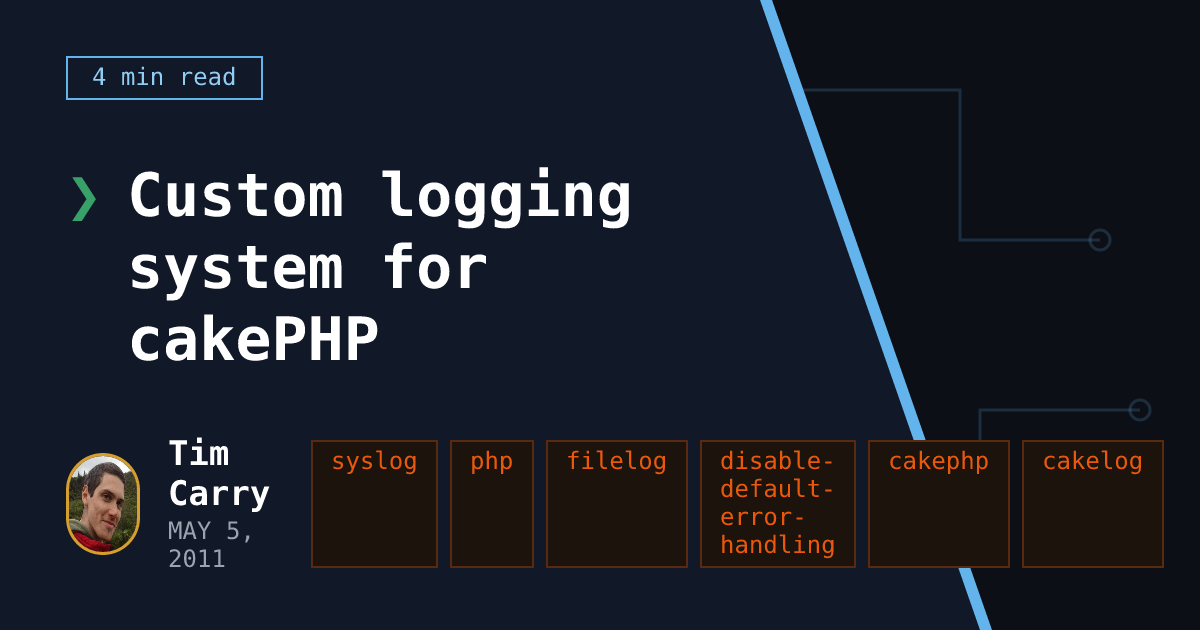 4 min read
❯ Custom logging
system for
cakePHP
Tim
Carry
MAY 5,
2011
syslog
php
filelog
disable-
default-
error-
handling
cakephp
cakelog